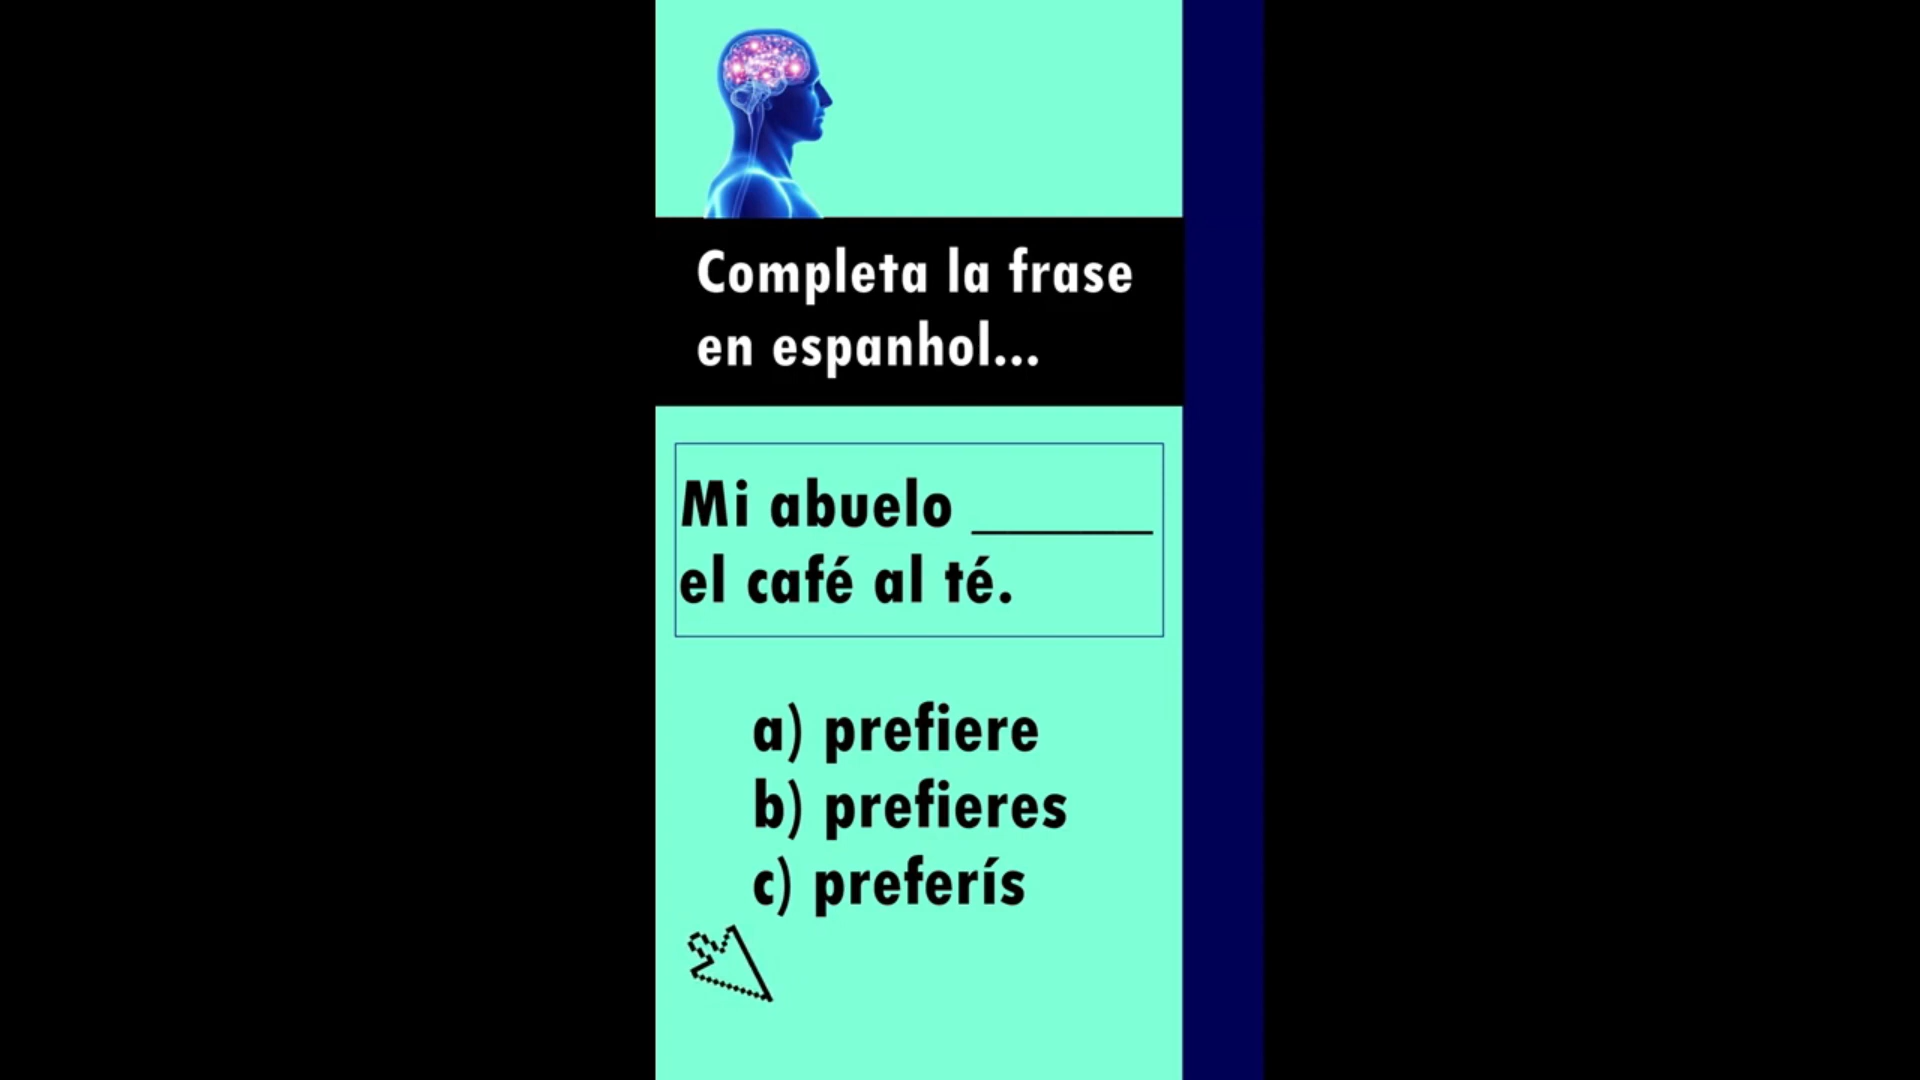 Completa la frase
en espanhol...
Mi abuelo ______
el café al té.
a) prefiere
b) prefieres
c) preferís